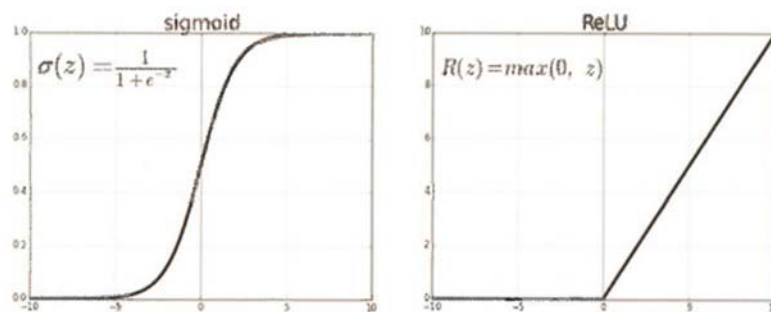 sigmoid
σ(z) = 1 / (1 + e^{-z})
1.0
0.8
0.6
0.4
0.2
0.0
-10 -5 0 5 10
ReLU
R(z) = max(0, z)
10
8
6
4
2
0
-10 -5 0 5 10